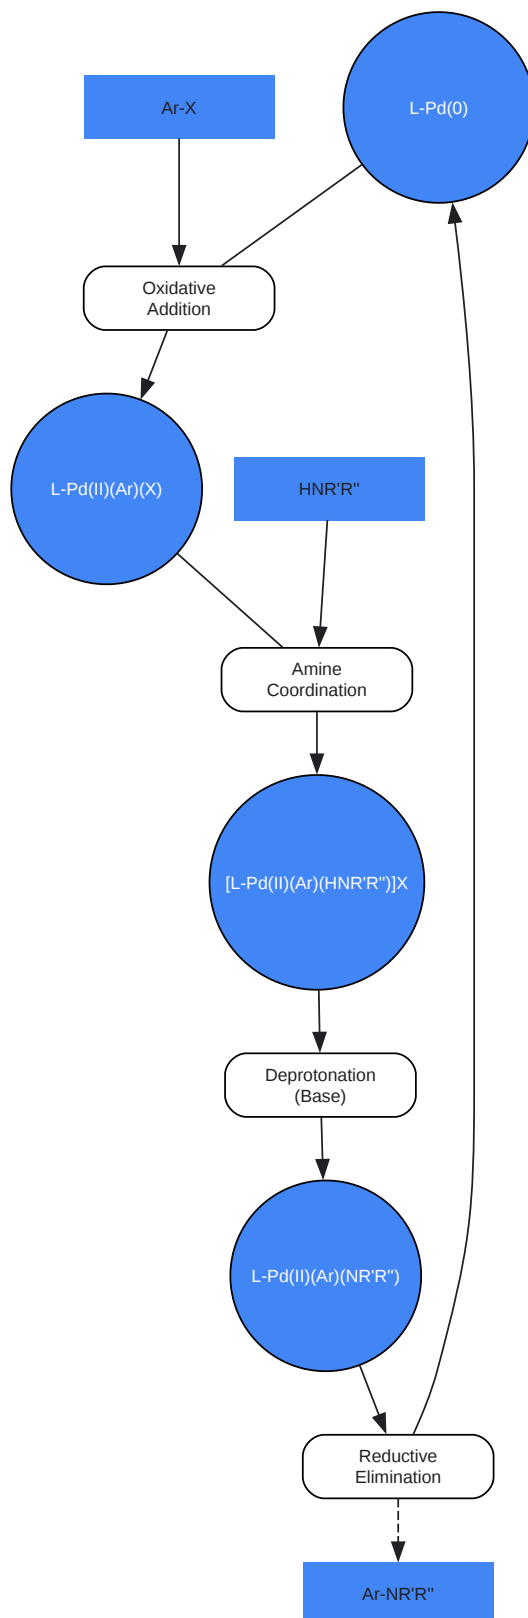 L-Pd(0)
Ar-X
Oxidative
Addition
L-Pd(II)(Ar)(X)
HNR'R''
Amine
Coordination
[L-Pd(II)(Ar)(HNR'R'')]X
Deprotonation
(Base)
L-Pd(II)(Ar)(NR'R'')
Reductive
Elimination
Ar-NR'R''